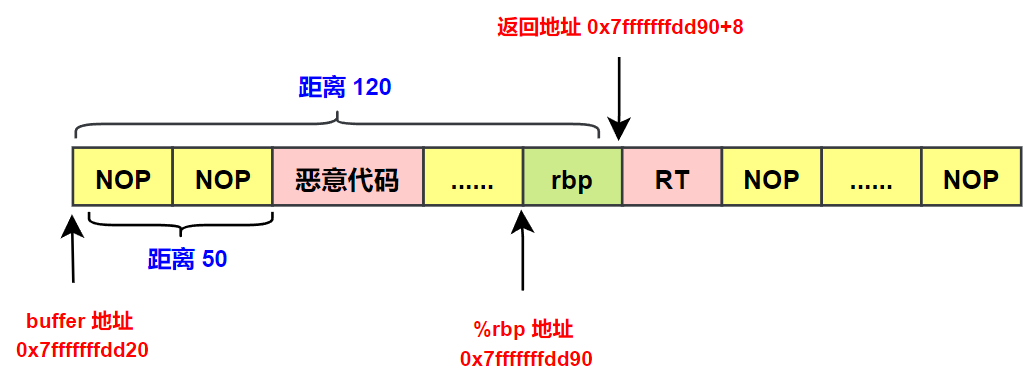 返回地址 0x7fffffffdd90+8
距离 120
NOP NOP 恶意代码 ...... rbp RT NOP ...... NOP
距离 50
buffer 地址
0x7fffffffdd20
%rbp 地址
0x7fffffffdd90